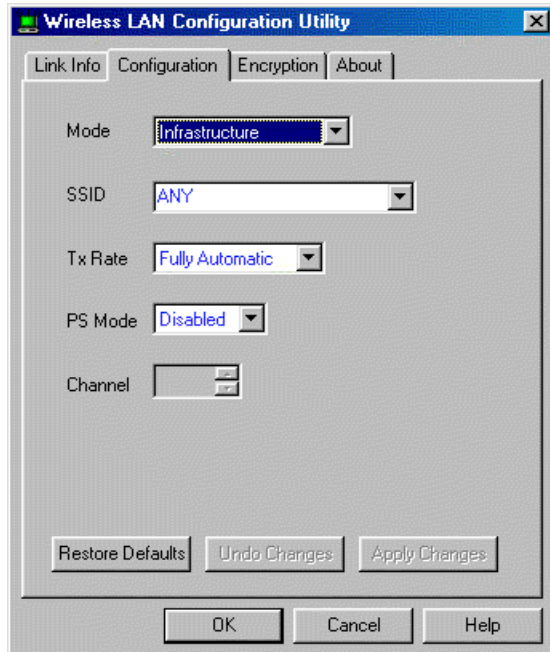 Wireless LAN Configuration Utility
Link Info Configuration Encryption About
Mode Infrastructure
SSID ANY
Tx Rate Fully Automatic
PS Mode Disabled
Channel
Restore Defaults Undo Changes Apply Changes
OK Cancel Help